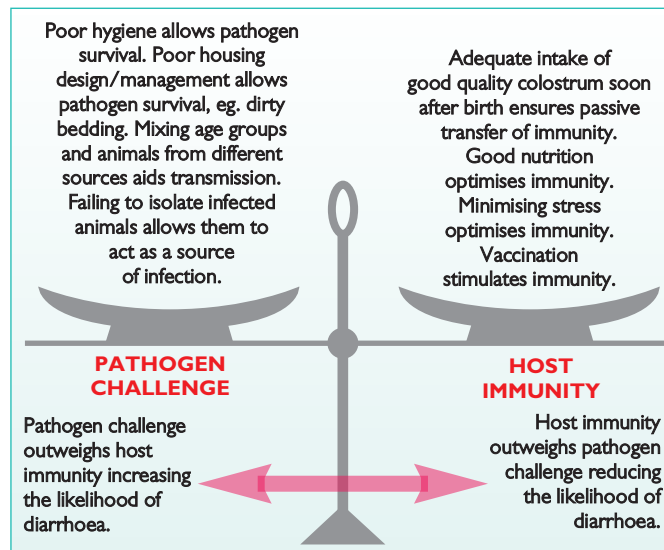 Poor hygiene allows pathogen
survival. Poor housing
design/management allows
pathogen survival, eg. dirty
bedding. Mixing age groups
and animals from different
sources aids transmission.
Failing to isolate infected
animals allows them to
act as a source
of infection.
Adequate intake of
good quality colostrum soon
after birth ensures passive
transfer of immunity.
Good nutrition
optimises immunity.
Minimising stress
optimises immunity.
Vaccination
stimulates immunity.
PATHOGEN
CHALLENGE
HOST
IMMUNITY
Pathogen challenge
outweighs host
immunity increasing
the likelihood of
diarrhoea.
Host immunity
outweighs pathogen
challenge reducing
the likelihood of
diarrhoea.